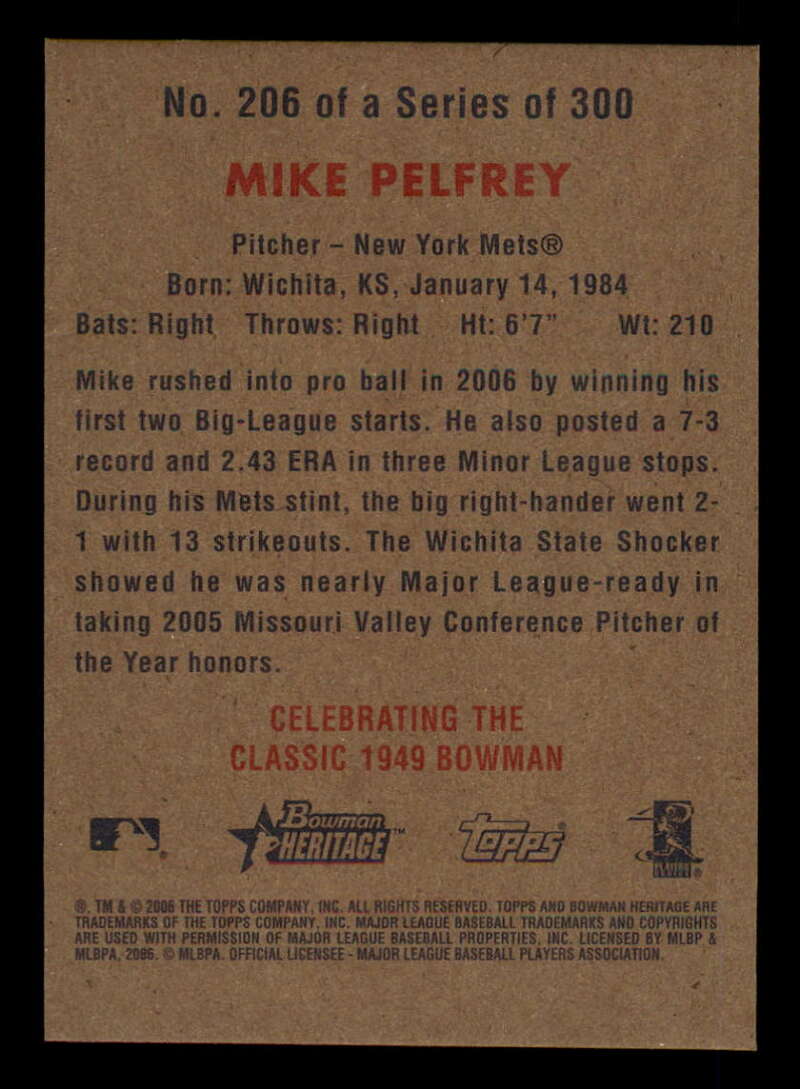 No. 206 of a Series of 300
MIKE PELFREY
Pitcher – New York Mets®
Born: Wichita, KS, January 14, 1984
Bats: Right Throws: Right Ht: 6'7" Wt: 210
Mike rushed into pro ball in 2006 by winning his
first two Big-League starts. He also posted a 7-3
record and 2.43 ERA in three Minor League stops.
During his Mets stint, the big right-hander went 2-
1 with 13 strikeouts. The Wichita State Shocker
showed he was nearly Major League-ready in
taking 2005 Missouri Valley Conference Pitcher of
the Year honors.
CELEBRATING THE
CLASSIC 1949 BOWMAN
Bowman
HERITAGE™
TOPPS®
®, TM & © 2006 THE TOPPS COMPANY, INC. ALL RIGHTS RESERVED. TOPPS AND BOWMAN HERITAGE ARE
TRADEMARKS OF THE TOPPS COMPANY, INC. MAJOR LEAGUE BASEBALL TRADEMARKS AND COPYRIGHTS
ARE USED WITH PERMISSION OF MAJOR LEAGUE BASEBALL PROPERTIES, INC. LICENSED BY MLBP &
MLBPA, 2006. © MLBPA. OFFICIAL LICENSEE - MAJOR LEAGUE BASEBALL PLAYERS ASSOCIATION.